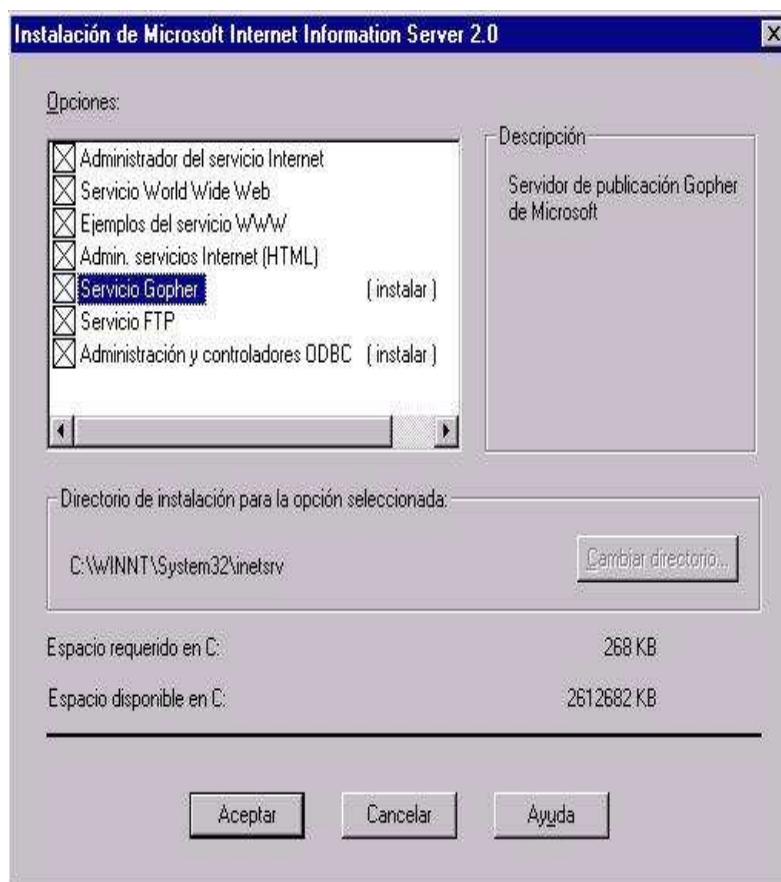 Instalación de Microsoft Internet Information Server 2.0
Opciones:
Administrador del servicio Internet
Servicio World Wide Web
Ejemplos del servicio WWW
Admin. servicios Internet (HTML)
Servicio Gopher ( instalar )
Servicio FTP
Administración y controladores ODBC ( instalar )
Descripción
Servidor de publicación Gopher
de Microsoft
Directorio de instalación para la opción seleccionada:
C:\WINNT\System32\inetsrv
Cambiar directorio...
Espacio requerido en C: 268 KB
Espacio disponible en C: 2612682 KB
Aceptar Cancelar Ayuda